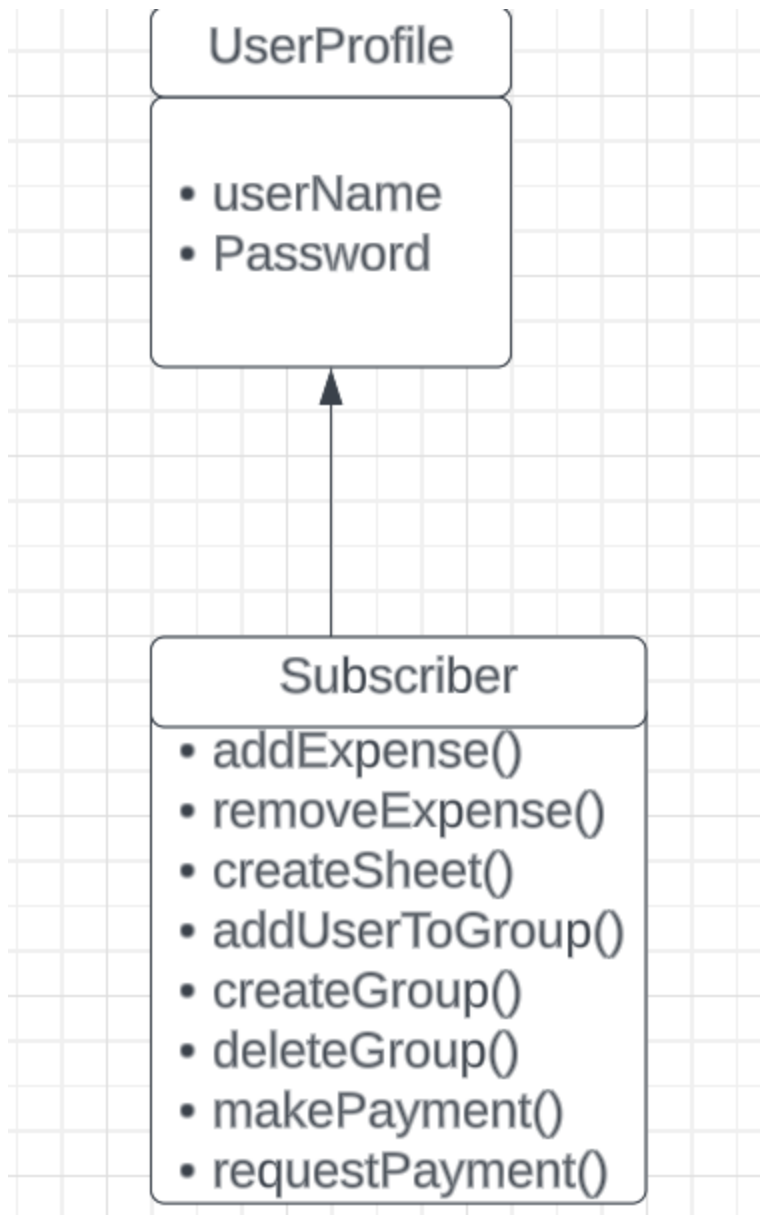 UserProfile
• userName
• Password
Subscriber
• addExpense()
• removeExpense()
• createSheet()
• addUserToGroup()
• createGroup()
• deleteGroup()
• makePayment()
• requestPayment()